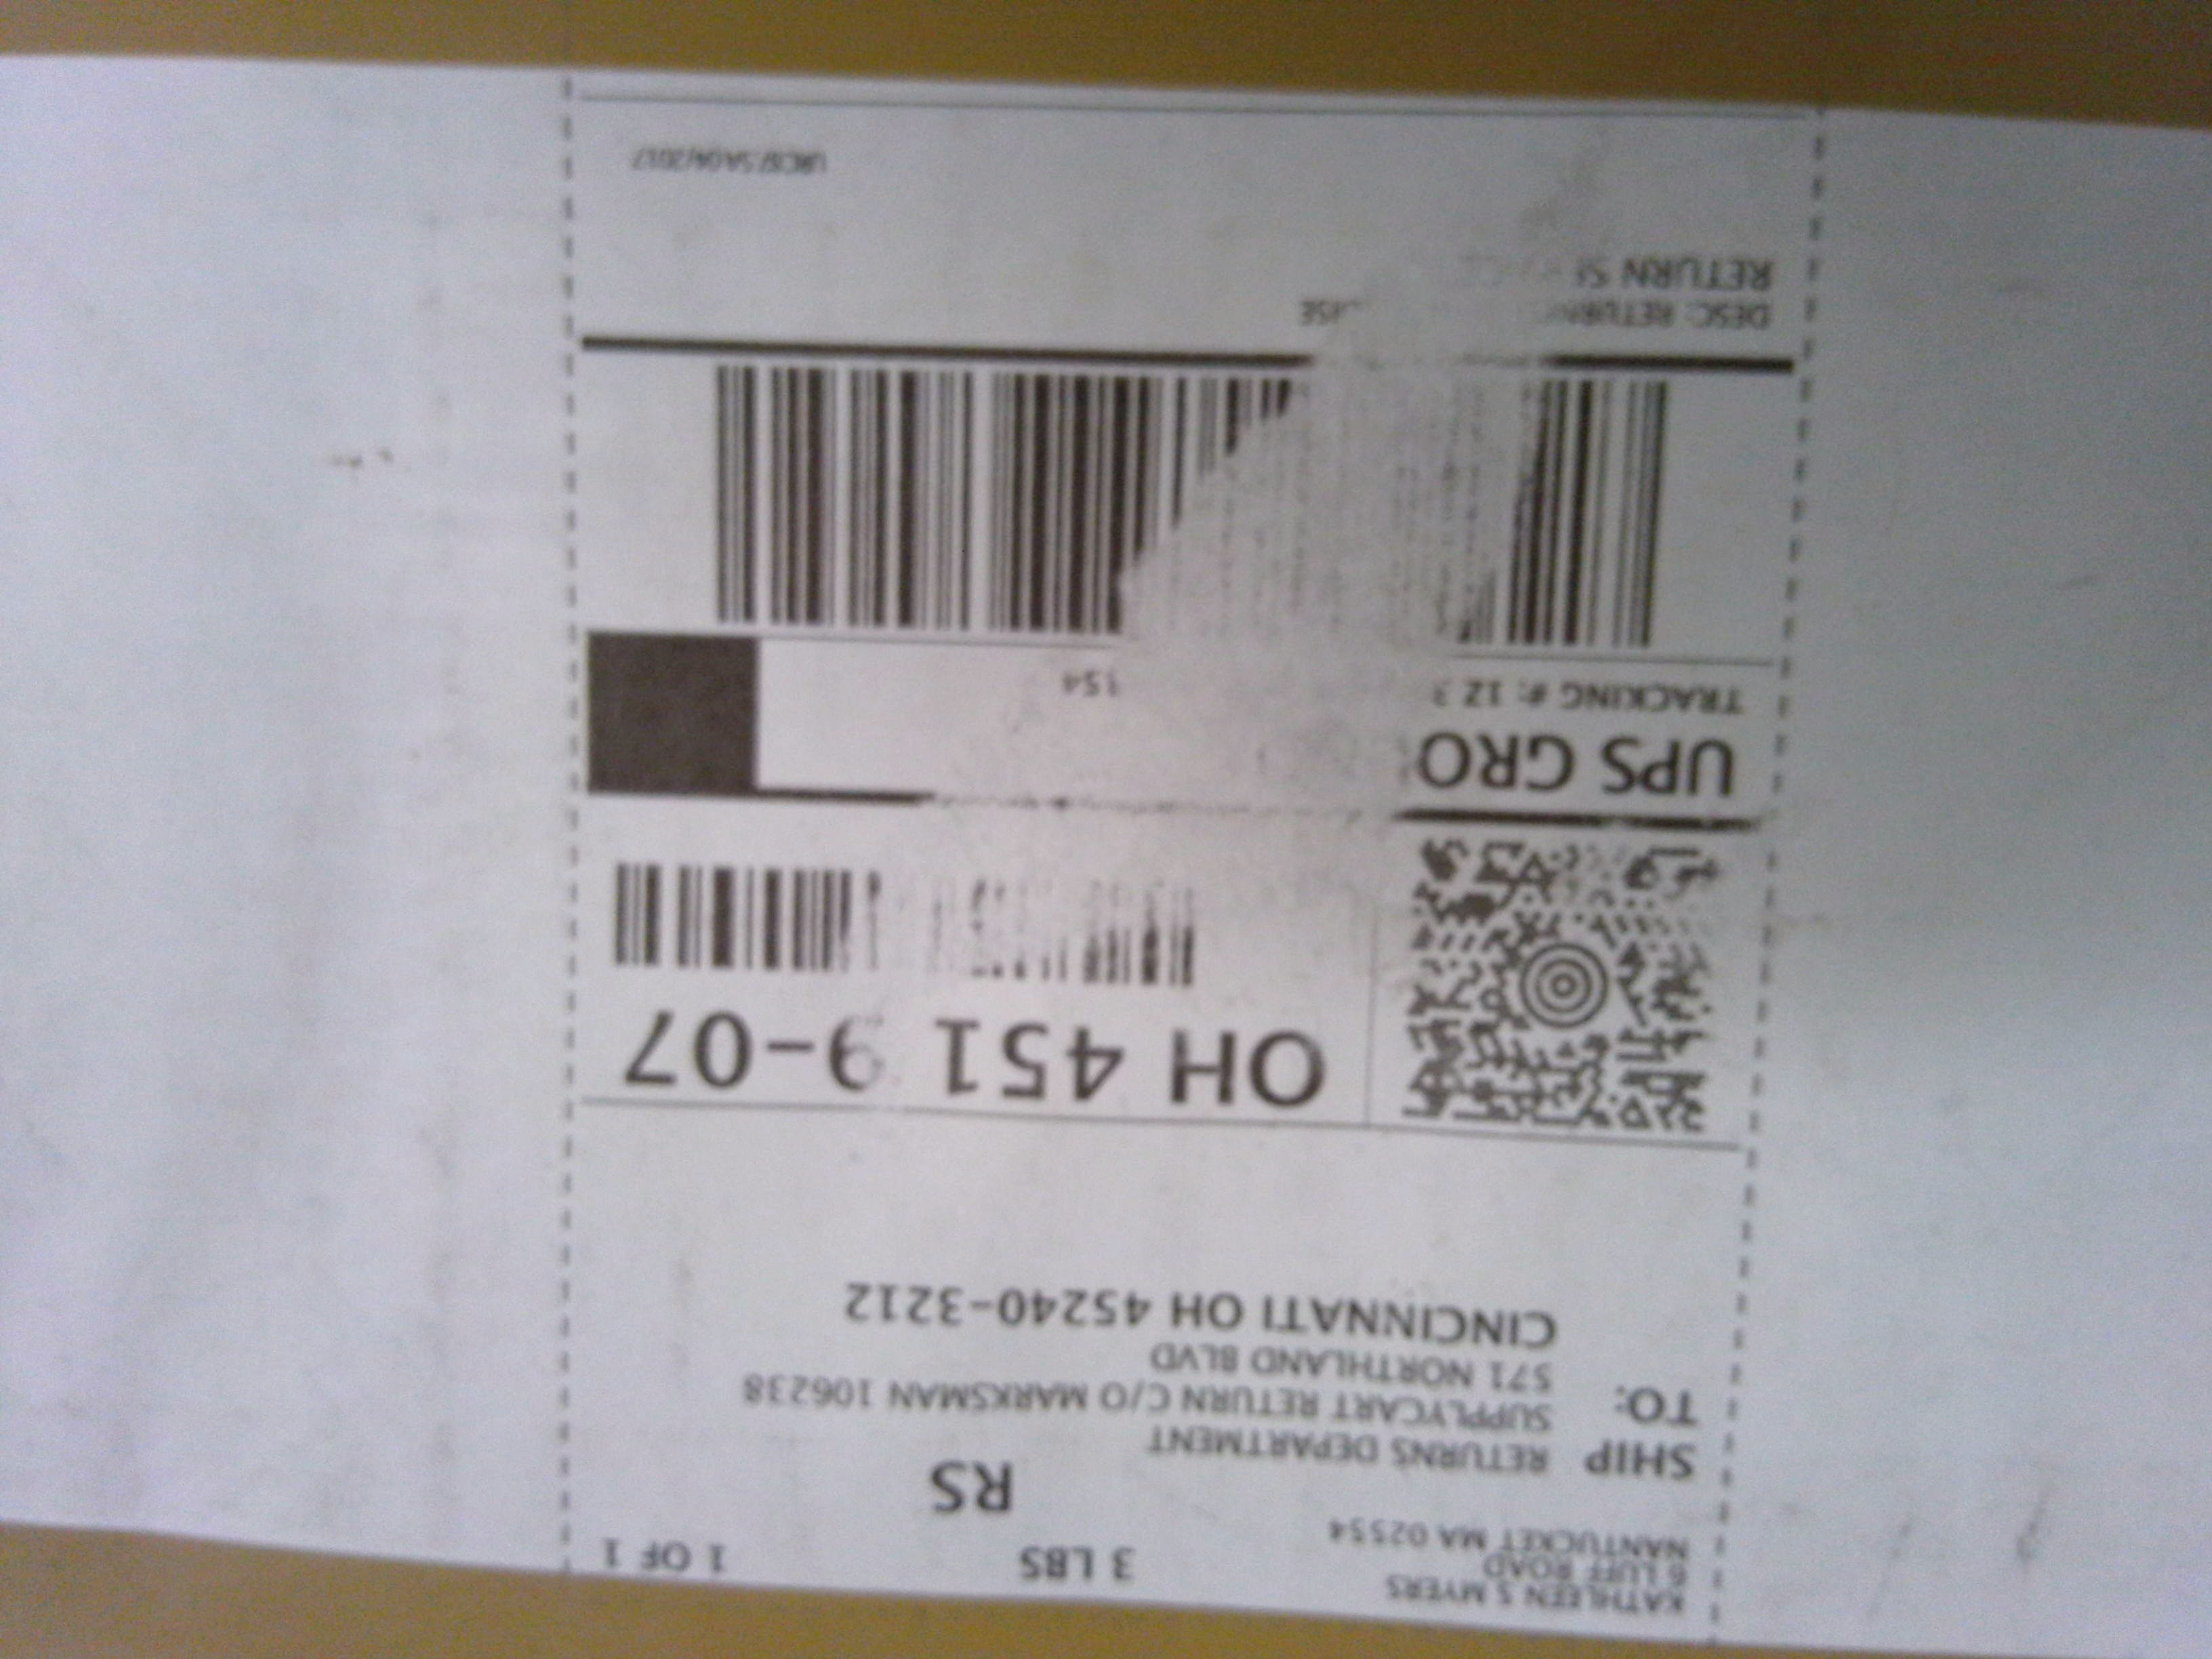 KATHLEEN S MYERS
6 LUFF ROAD
NANTUCKET MA 02554
3 LBS
1 OF 1
RS
SHIP
TO:
RETURNS DEPARTMENT
SUPPLYCART RETURN C/O MARKSMAN 106238
571 NORTHLAND BLVD
CINCINNATI OH 45240-3212
OH 451 9-07
UPS GRO
TRACKING #: 1Z 154
DESC: RETURN
RETURN